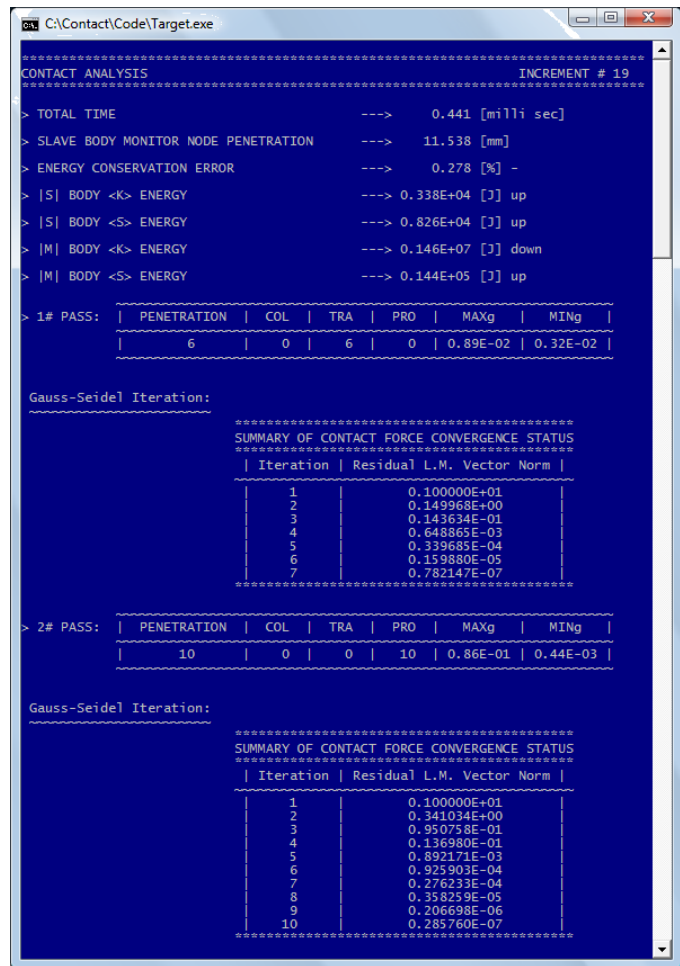 C:\Contact\Code\Target.exe
************************************************************************************
CONTACT ANALYSIS INCREMENT # 19
************************************************************************************
> TOTAL TIME ---> 0.441 [milli sec]
> SLAVE BODY MONITOR NODE PENETRATION ---> 11.538 [mm]
> ENERGY CONSERVATION ERROR ---> 0.278 [%] -
> |S| BODY <K> ENERGY ---> 0.338E+04 [J] up
> |S| BODY <S> ENERGY ---> 0.826E+04 [J] up
> |M| BODY <K> ENERGY ---> 0.146E+07 [J] down
> |M| BODY <S> ENERGY ---> 0.144E+05 [J] up
> 1# PASS: | PENETRATION | COL | TRA | PRO | MAXg | MINg |
| 6 | 0 | 6 | 0 | 0.89E-02 | 0.32E-02 |
Gauss-Seidel Iteration:
SUMMARY OF CONTACT FORCE CONVERGENCE STATUS
| Iteration | Residual L.M. Vector Norm |
| 1 | 0.100000E+01 |
| 2 | 0.149968E+00 |
| 3 | 0.143634E-01 |
| 4 | 0.648865E-03 |
| 5 | 0.339685E-04 |
| 6 | 0.159880E-05 |
| 7 | 0.782147E-07 |
> 2# PASS: | PENETRATION | COL | TRA | PRO | MAXg | MINg |
| 10 | 0 | 0 | 10 | 0.86E-01 | 0.44E-03 |
Gauss-Seidel Iteration:
SUMMARY OF CONTACT FORCE CONVERGENCE STATUS
| Iteration | Residual L.M. Vector Norm |
| 1 | 0.100000E+01 |
| 2 | 0.341034E+00 |
| 3 | 0.950758E-01 |
| 4 | 0.136980E-01 |
| 5 | 0.892171E-03 |
| 6 | 0.925903E-04 |
| 7 | 0.276233E-04 |
| 8 | 0.358259E-05 |
| 9 | 0.206698E-06 |
| 10 | 0.285760E-07 |